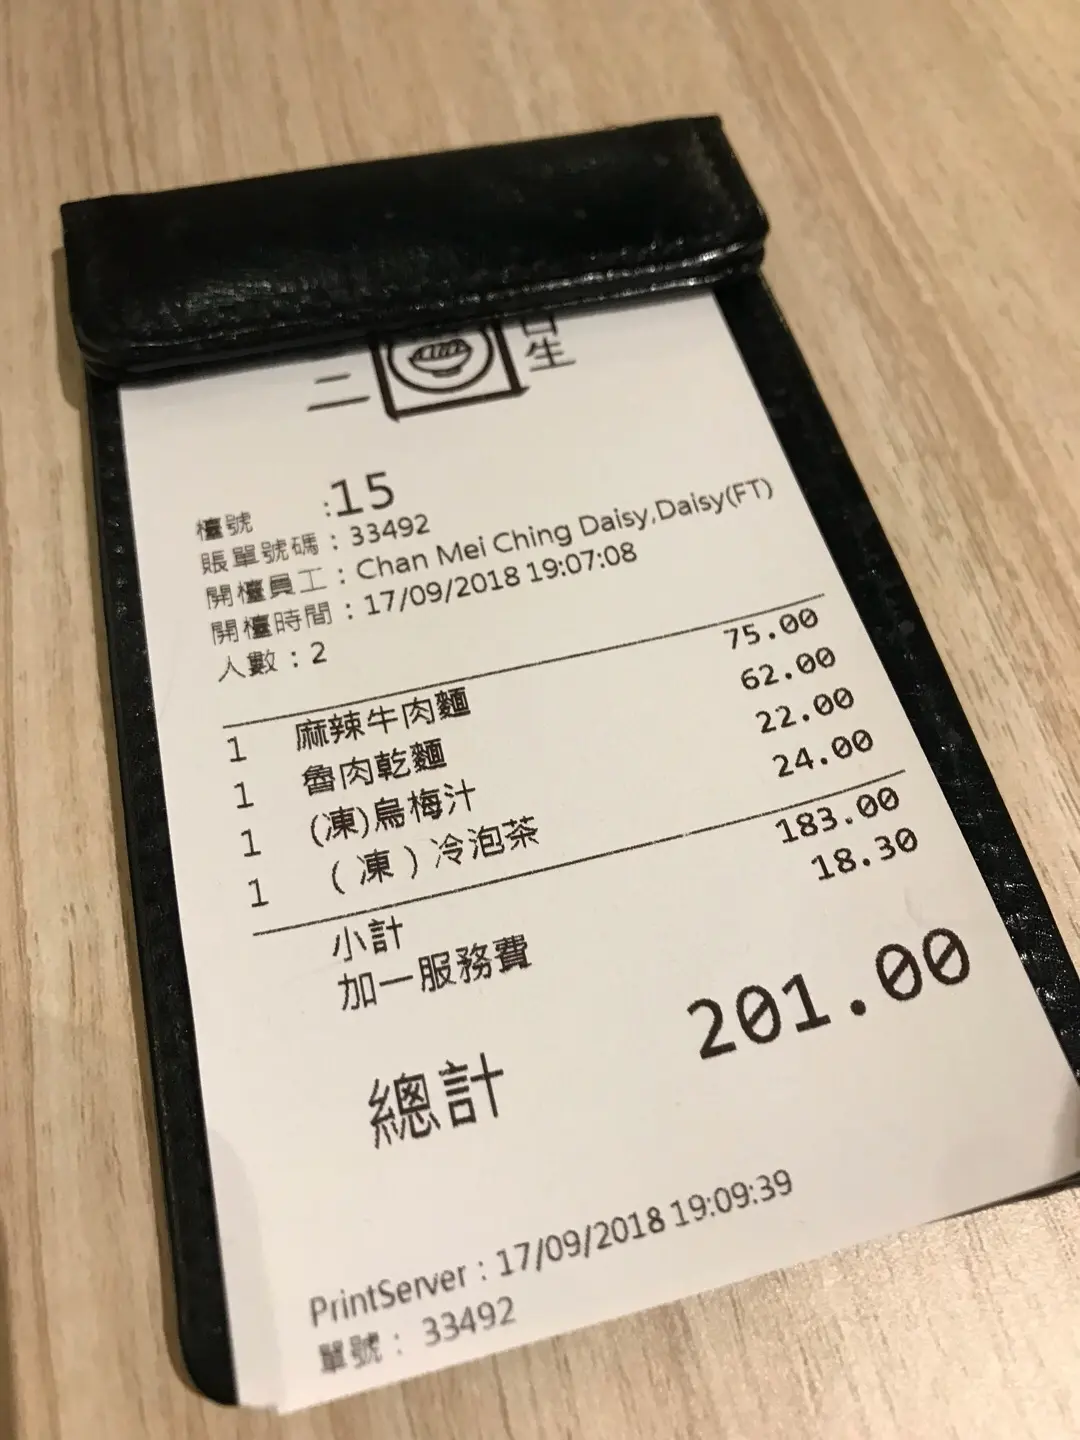 二
生
檯號 :15
賬單號碼 : 33492
開檯員工 : Chan Mei Ching Daisy,Daisy(FT)
開檯時間 : 17/09/2018 19:07:08
人數 : 2
1 麻辣牛肉麵 75.00
1 魯肉乾麵 62.00
1 (凍)烏梅汁 22.00
1 ( 凍 ) 冷泡茶 24.00
小計 183.00
加一服務費 18.30
總計 201.00
PrintServer : 17/09/2018 19:09:39
單號 : 33492